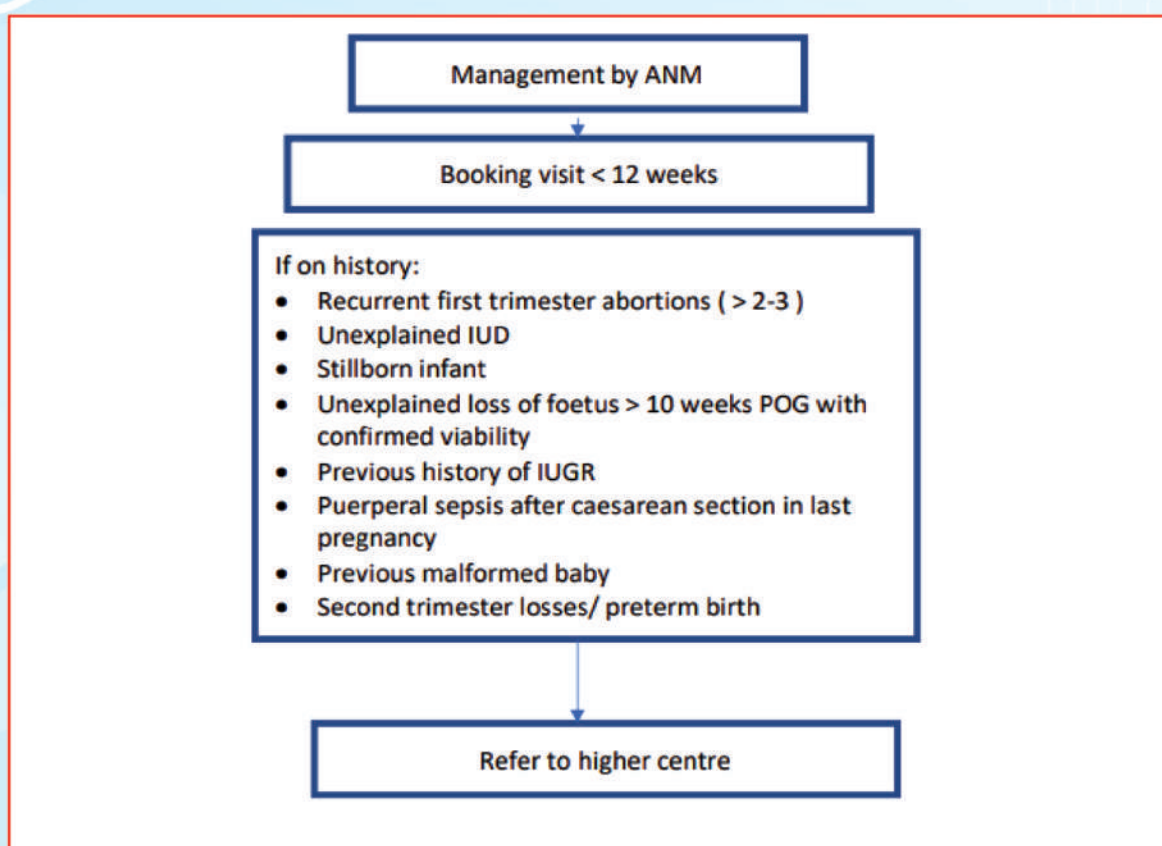 Management by ANM
Booking visit < 12 weeks
If on history:
• Recurrent first trimester abortions ( > 2-3 )
• Unexplained IUD
• Stillborn infant
• Unexplained loss of foetus > 10 weeks POG with
confirmed viability
• Previous history of IUGR
• Puerperal sepsis after caesarean section in last
pregnancy
• Previous malformed baby
• Second trimester losses/ preterm birth
Refer to higher centre